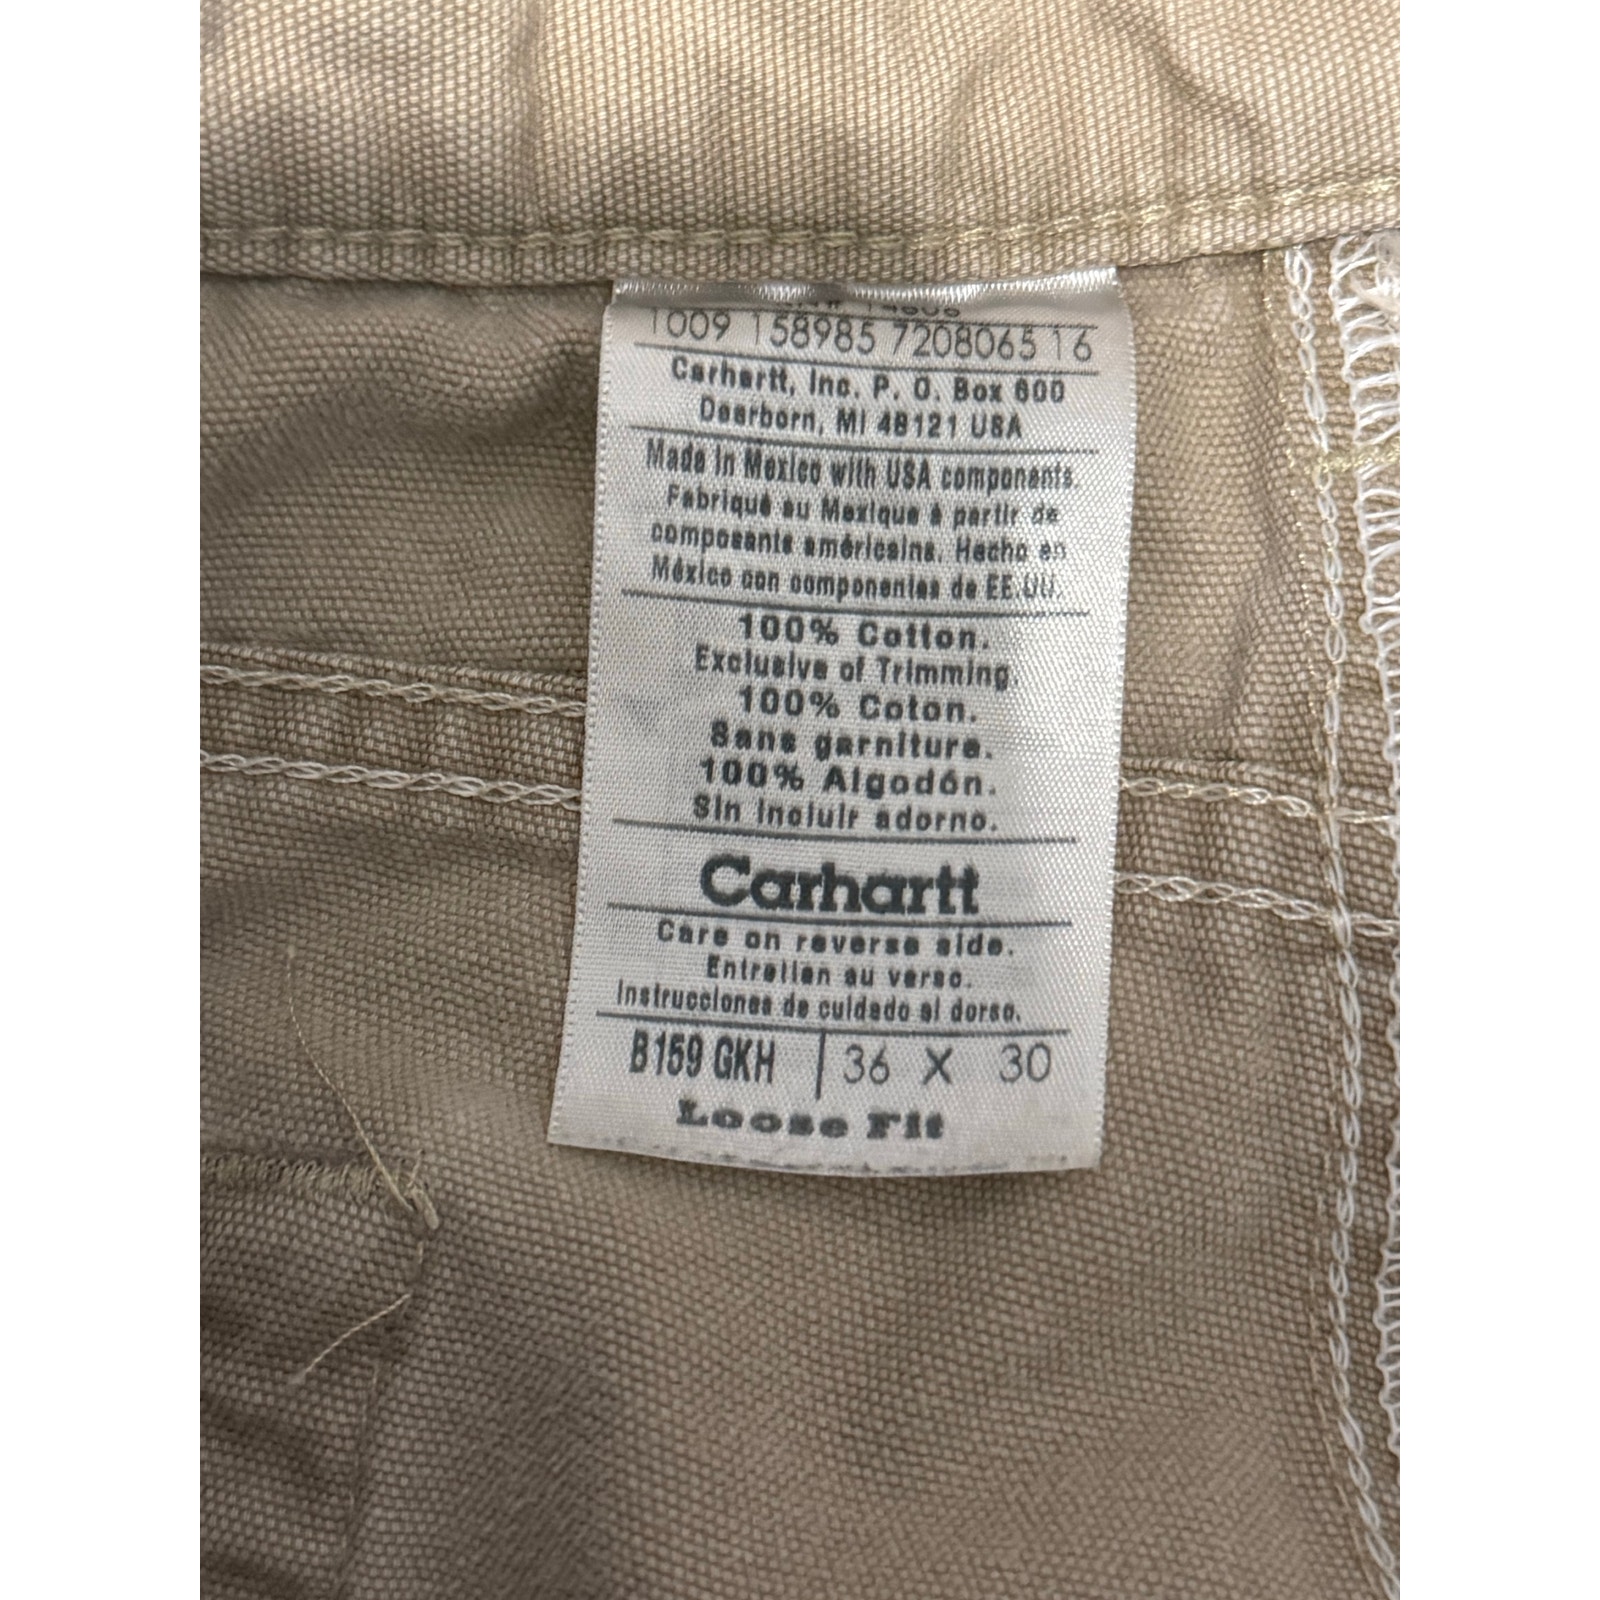 1009 158985 7208065 16
Carhartt, Inc. P. O. Box 600
Dearborn, MI 48121 USA
Made in Mexico with USA components.
Fabriqué au Mexique à partir de
composants américains. Hecho en
México con componentes de EE.UU.
100% Cotton.
Exclusive of Trimming.
100% Coton.
Sans garniture.
100% Algodón.
Sin incluir adorno.
Carhartt
Care on reverse side.
Entretien au verso.
Instrucciones de cuidado al dorso.
B159 GKH 36 X 30
Loose Fit